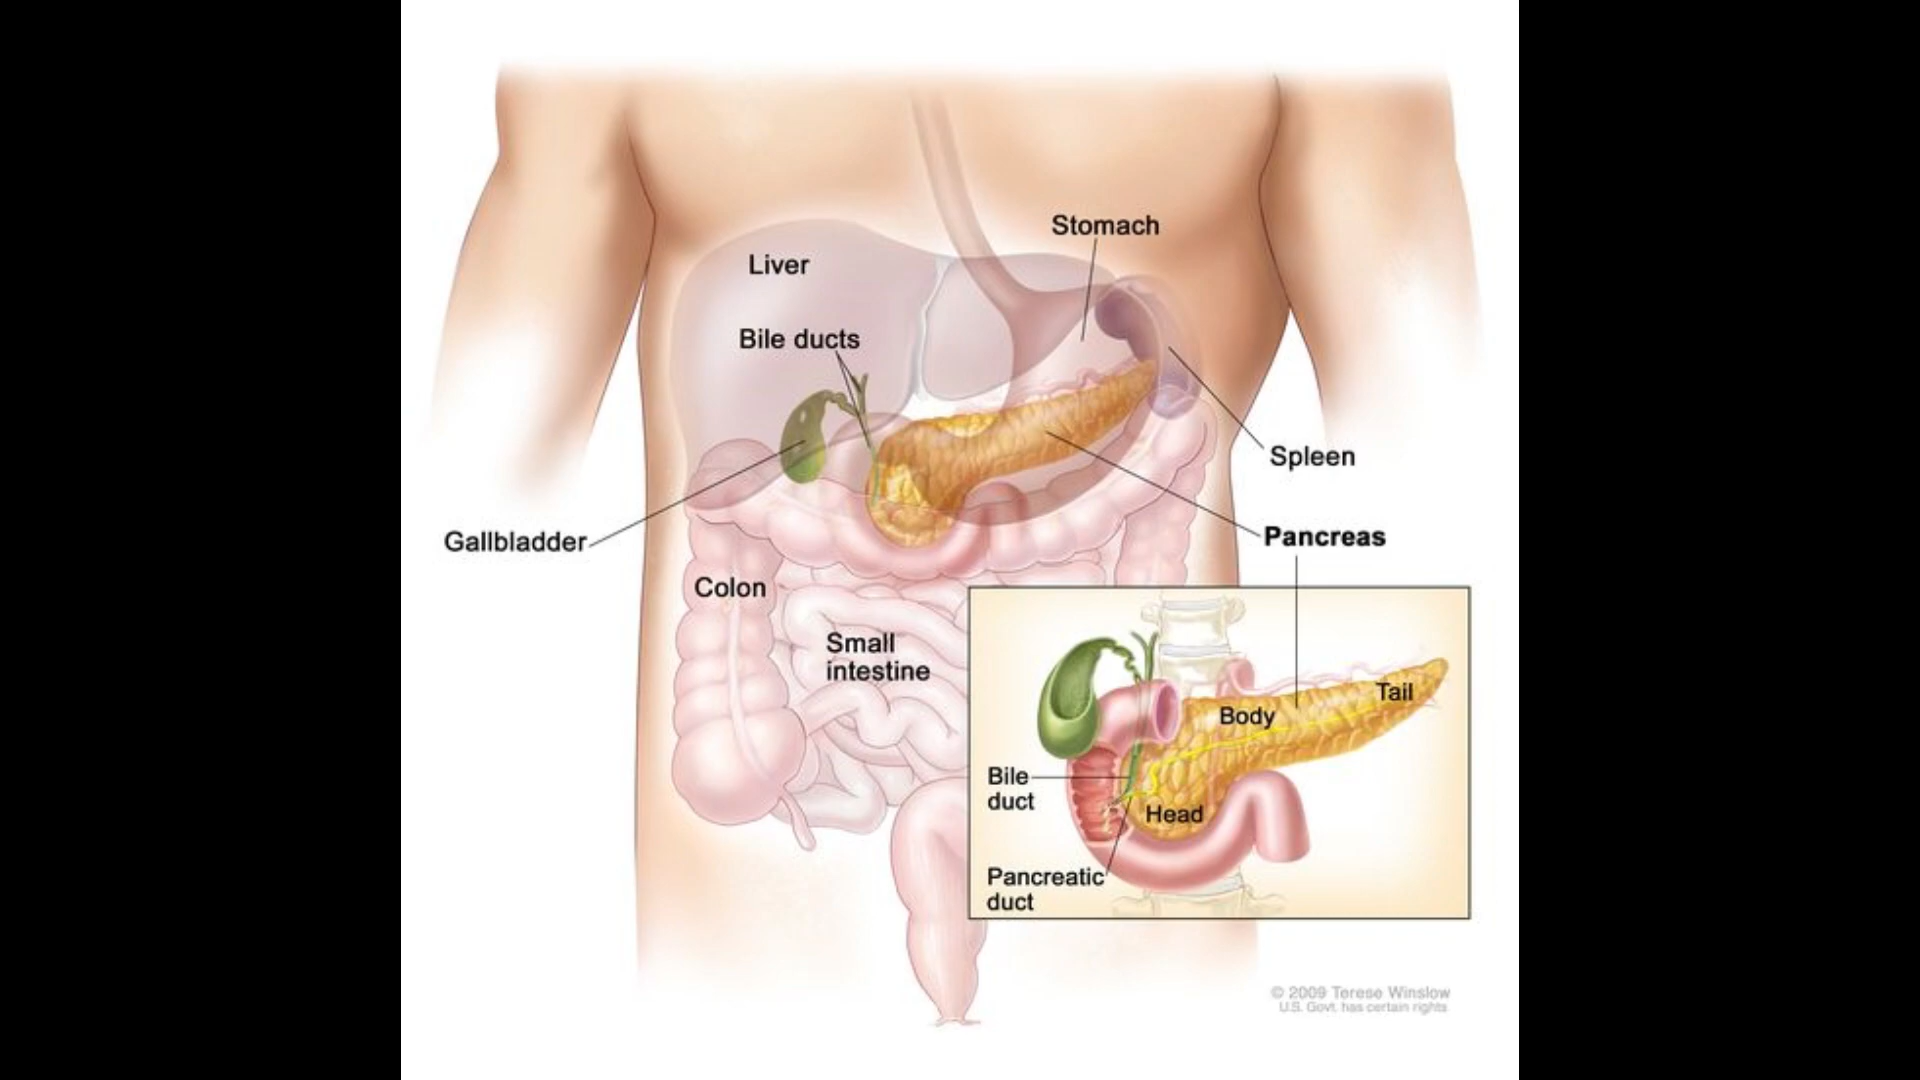 Stomach
Liver
Bile ducts
Spleen
Pancreas
Gallbladder
Colon
Small
intestine
Tail
Body
Bile
duct
Head
Pancreatic
duct
© 2009 Terese Winslow
U.S. Govt. has certain rights